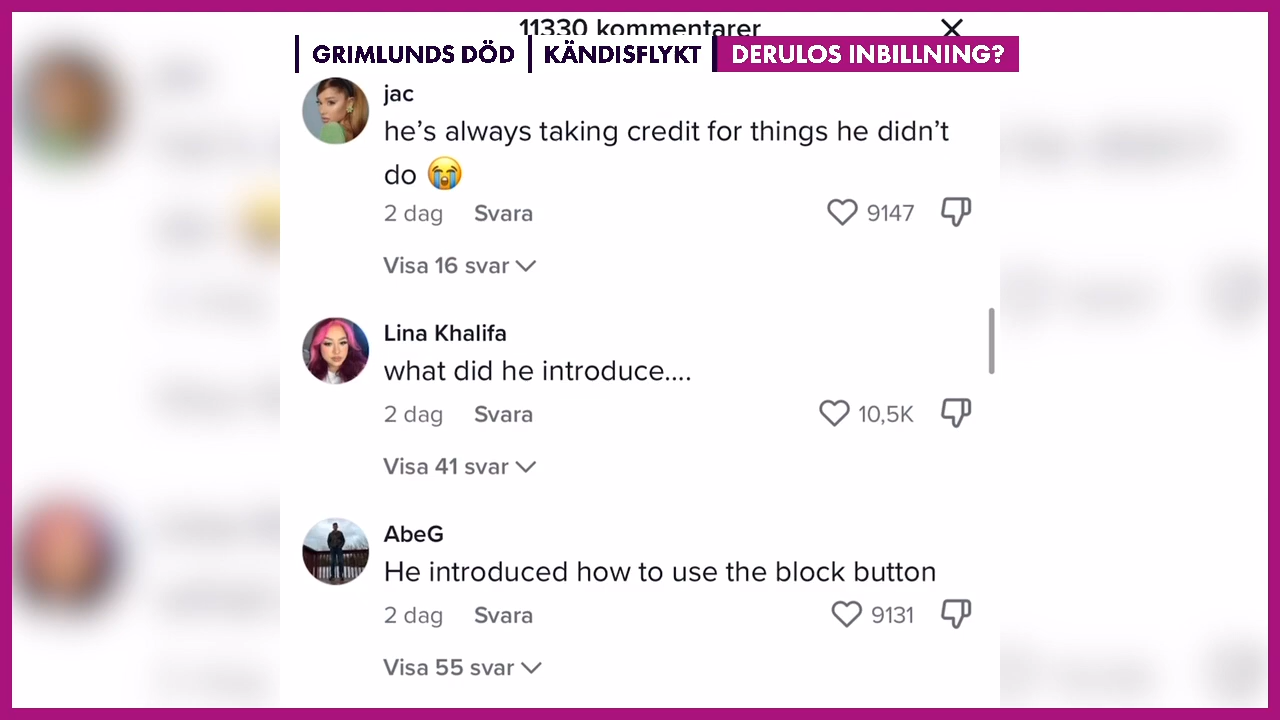 11330 kommentarer
GRIMLUNDS DÖD | KÄNDISFLYKT | DERULOS INBILLNING?
jac
he’s always taking credit for things he didn’t
do 😭
2 dag Svara 9147
Visa 16 svar
Lina Khalifa
what did he introduce....
2 dag Svara 10,5K
Visa 41 svar
AbeG
He introduced how to use the block button
2 dag Svara 9131
Visa 55 svar